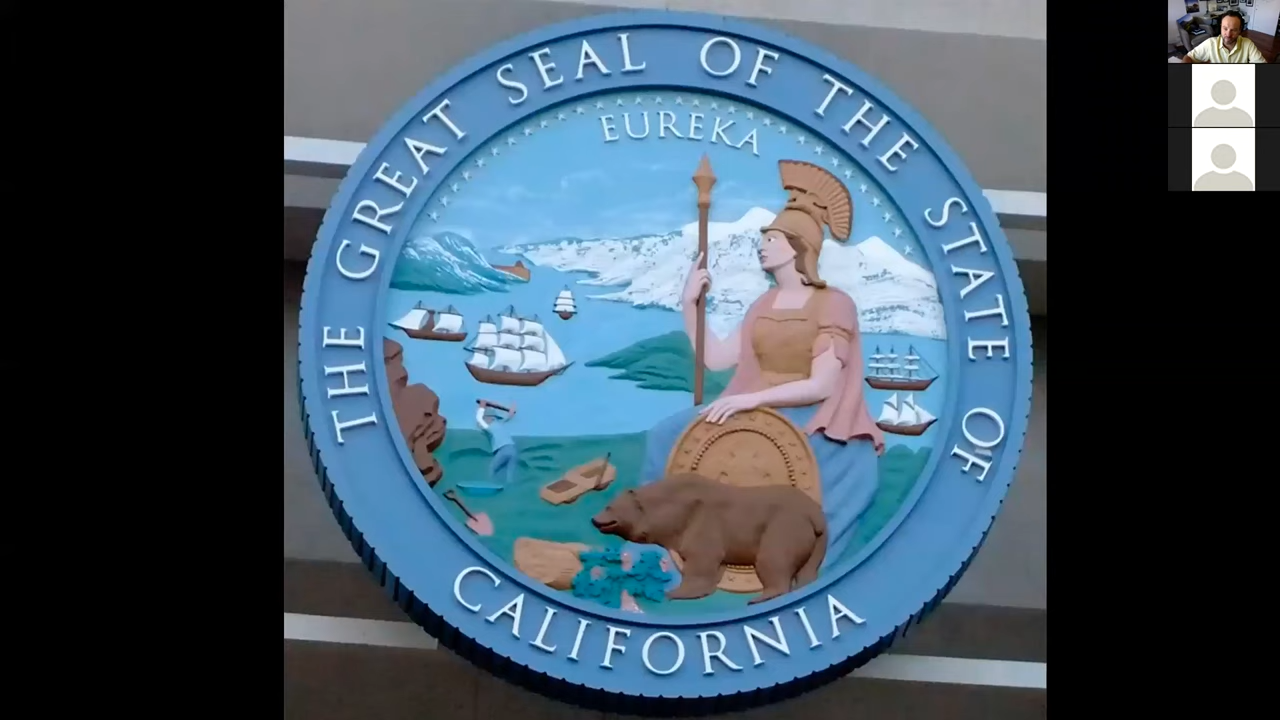 THE GREAT SEAL OF THE STATE OF
CALIFORNIA
EUREKA